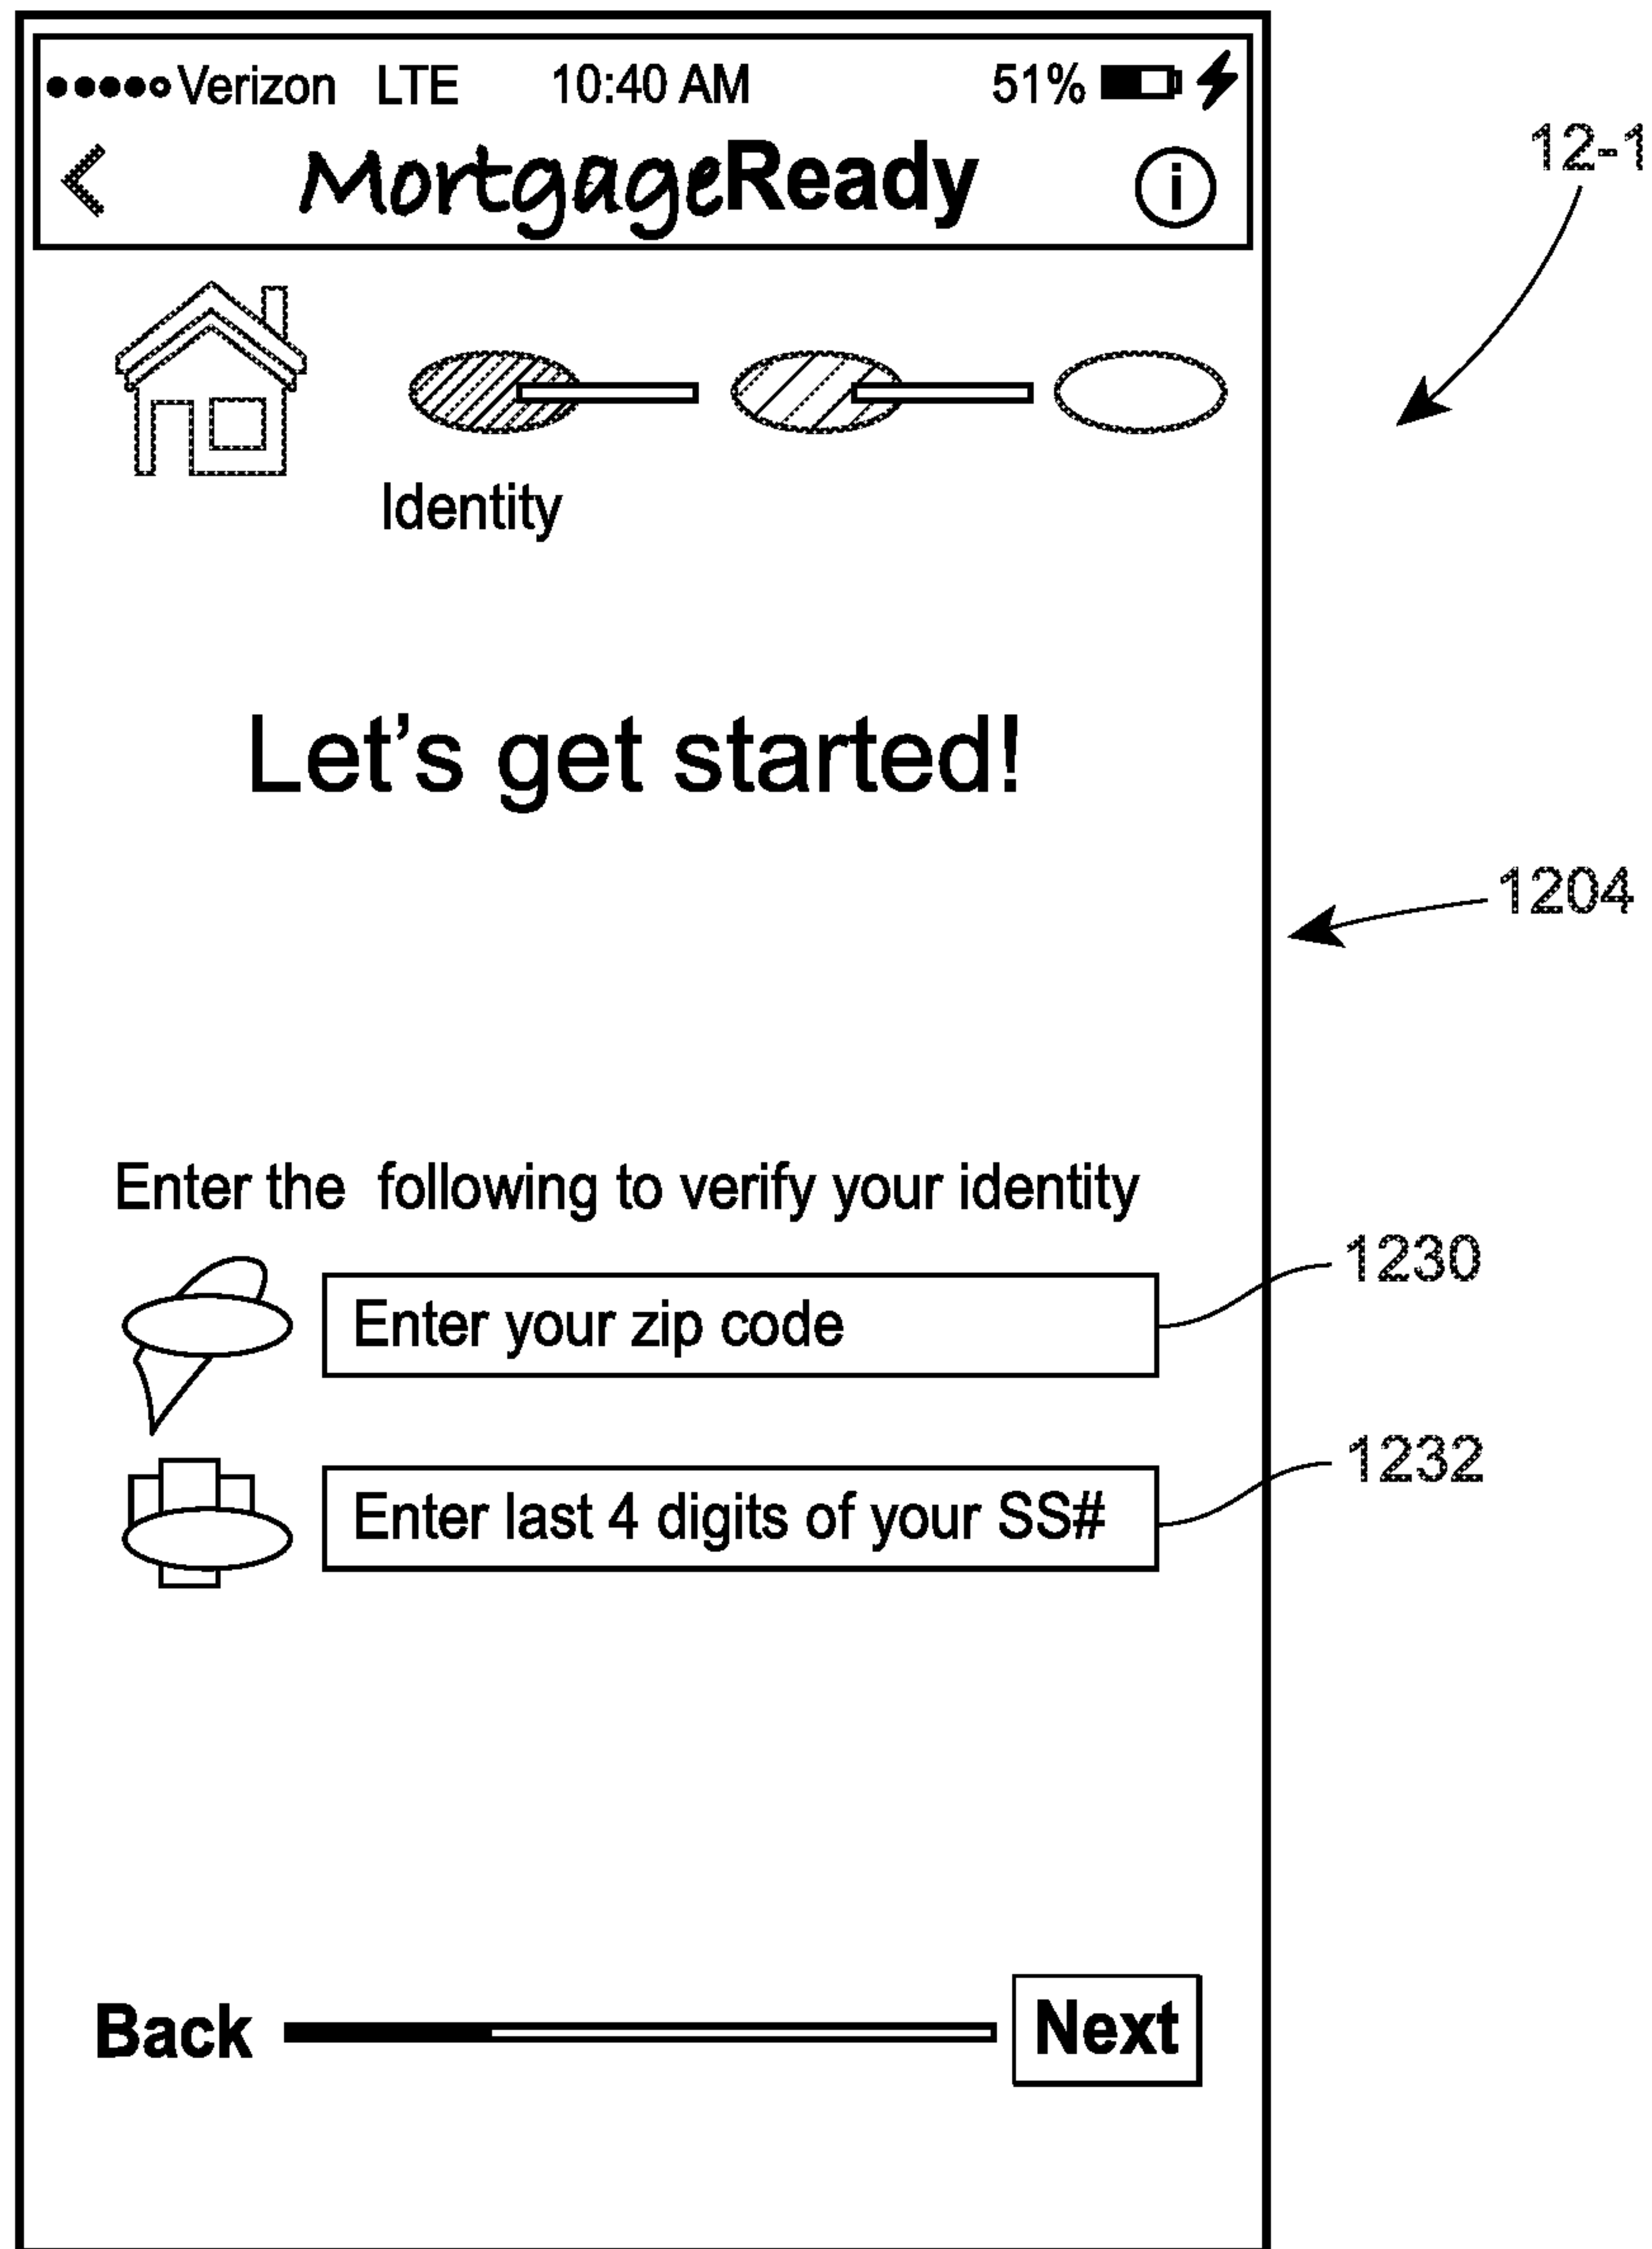 Verizon LTE 10:40 AM 51%
MortgageReady i
12-1
Identity
Let's get started!
1204
Enter the following to verify your identity
Enter your zip code 1230
Enter last 4 digits of your SS# 1232
Back Next